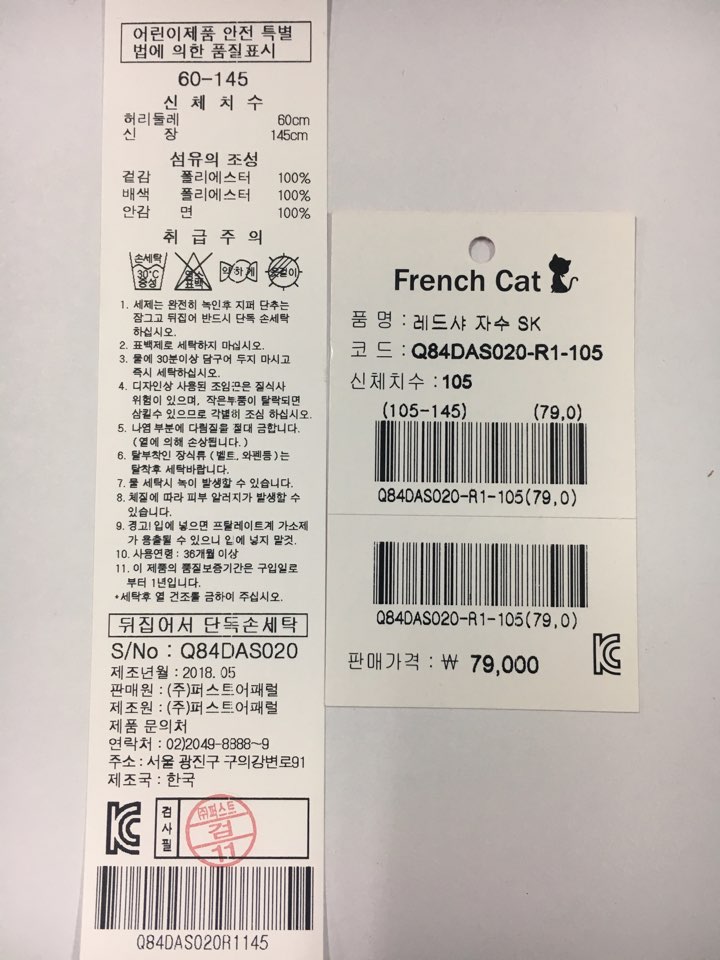 어린이제품 안전 특별
법에 의한 품질표시
60-145
신 체 치 수
허리둘레 60cm
신 장 145cm
섬유의 조성
겉감 폴리에스터 100%
배색 폴리에스터 100%
안감 면 100%
취 급 주 의
손세탁
30°C
중성
염소
표백
약하게
옷걸이
1. 세제는 완전히 녹인후 지퍼 단추는
잠그고 뒤집어 반드시 단독 손세탁
하십시오.
2. 표백제로 세탁하지 마십시오.
3. 물에 30분이상 담구어 두지 마시고
즉시 세탁하십시오.
4. 디자인상 사용된 조임끈은 질식사
위험이 있으며, 작은부품이 탈락되면
삼킬수 있으므로 각별히 조심 하십시오.
5. 나염 부분에 다림질을 절대 금합니다.
(열에 의해 손상됩니다.)
6. 탈부착인 장식류 (벨트, 와펜등)는
탈착후 세탁바랍니다.
7. 물 세탁시 녹이 발생할 수 있습니다.
8. 체질에 따라 피부 알러지가 발생할 수
있습니다.
9. 경고! 입에 넣으면 프탈레이트계 가소제
가 용출될 수 있으니 입에 넣지 말것.
10. 사용연령 : 36개월 이상
11. 이 제품의 품질보증기간은 구입일로
부터 1년입니다.
*세탁후 열 건조를 금하여 주십시오.
뒤집어서 단독손세탁
S/No : Q84DAS020
제조년월 : 2018. 05
판매원 : (주)퍼스트어패럴
제조원 : (주)퍼스트어패럴
제품 문의처
연락처 : 02)2049-8888~9
주소 : 서울 광진구 구의강변로91
제조국 : 한국
KC
검사필
㈜퍼스트
검
11
Q84DAS020R1145
French Cat
품 명 : 레드샤 자수 SK
코 드 : Q84DAS020-R1-105
신체치수 : 105
(105-145) (79,0)
Q84DAS020-R1-105(79,0)
Q84DAS020-R1-105(79,0)
판매가격 : ₩ 79,000
KC